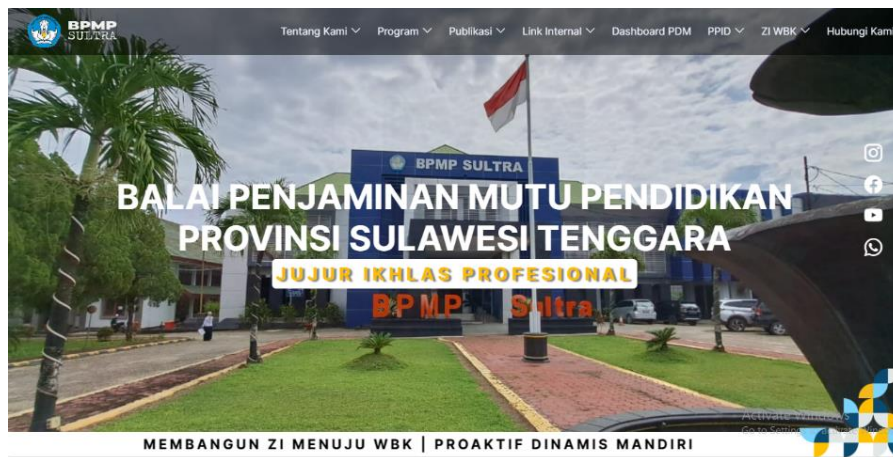 BPMP
SULTRA
Tentang Kami
Program
Publikasi
Link Internal
Dashboard PDM
PPID
ZI WBK
Hubungi Kami
BPMP SULTRA
BALAI PENJAMINAN MUTU PENDIDIKAN
PROVINSI SULAWESI TENGGARA
JUJUR IKHLAS PROFESIONAL
BPMP Sultra
Activate Windows
Go to Settings
MEMBANGUN ZI MENUJU WBK | PROAKTIF DINAMIS MANDIRI